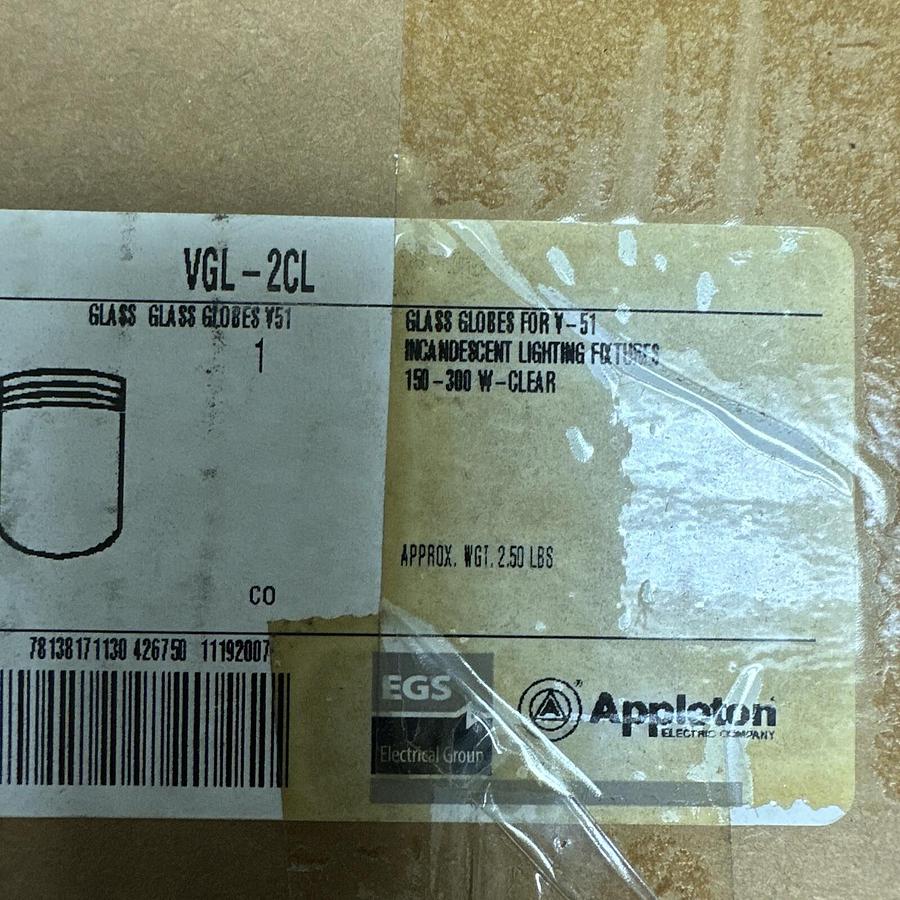 VGL-2CL
GLASS GLASS GLOBES V51
1
GLASS GLOBES FOR V-51
INCANDESCENT LIGHTING FIXTURES
150-300 W-CLEAR
APPROX. WGT. 2.50 LBS
CO
78138171130 426750 11192007
EGS
Electrical Group
Appleton
ELECTRIC COMPANY